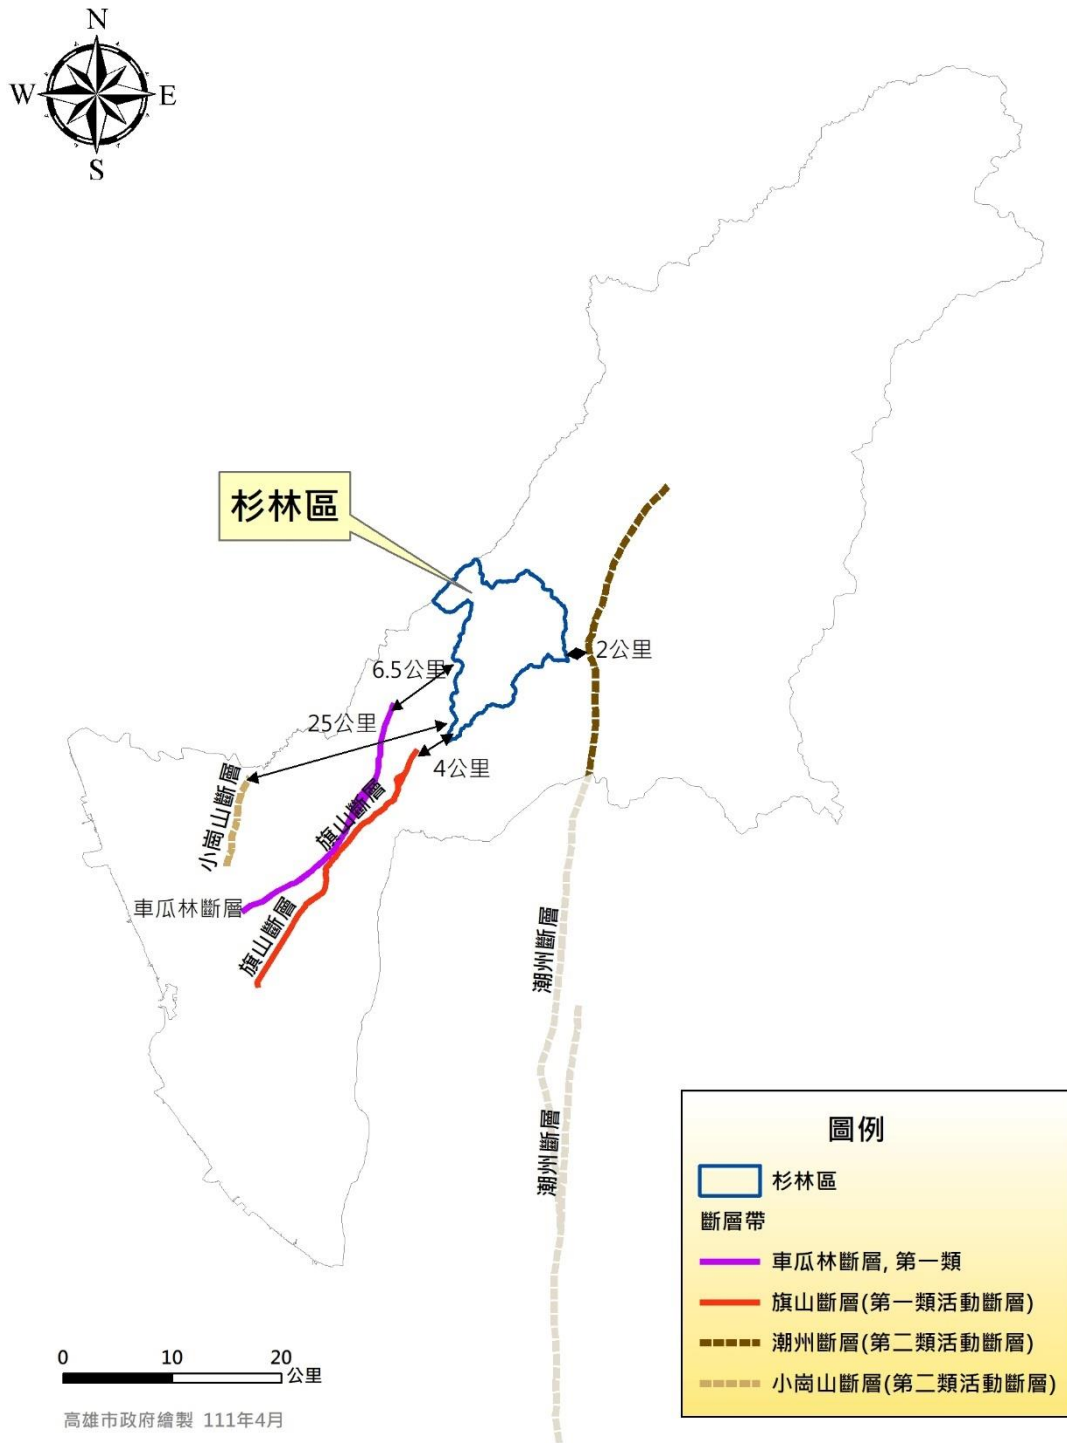 N
W
E
S
杉林區
2公里
6.5公里
25公里
4公里
小崗山斷層
旗山斷層
車瓜林斷層
旗山斷層
潮州斷層
潮州斷層
圖例
杉林區
斷層帶
車瓜林斷層, 第一類
旗山斷層(第一類活動斷層)
潮州斷層(第二類活動斷層)
小崗山斷層(第二類活動斷層)
0 10 20
公里
高雄市政府繪製 111年4月